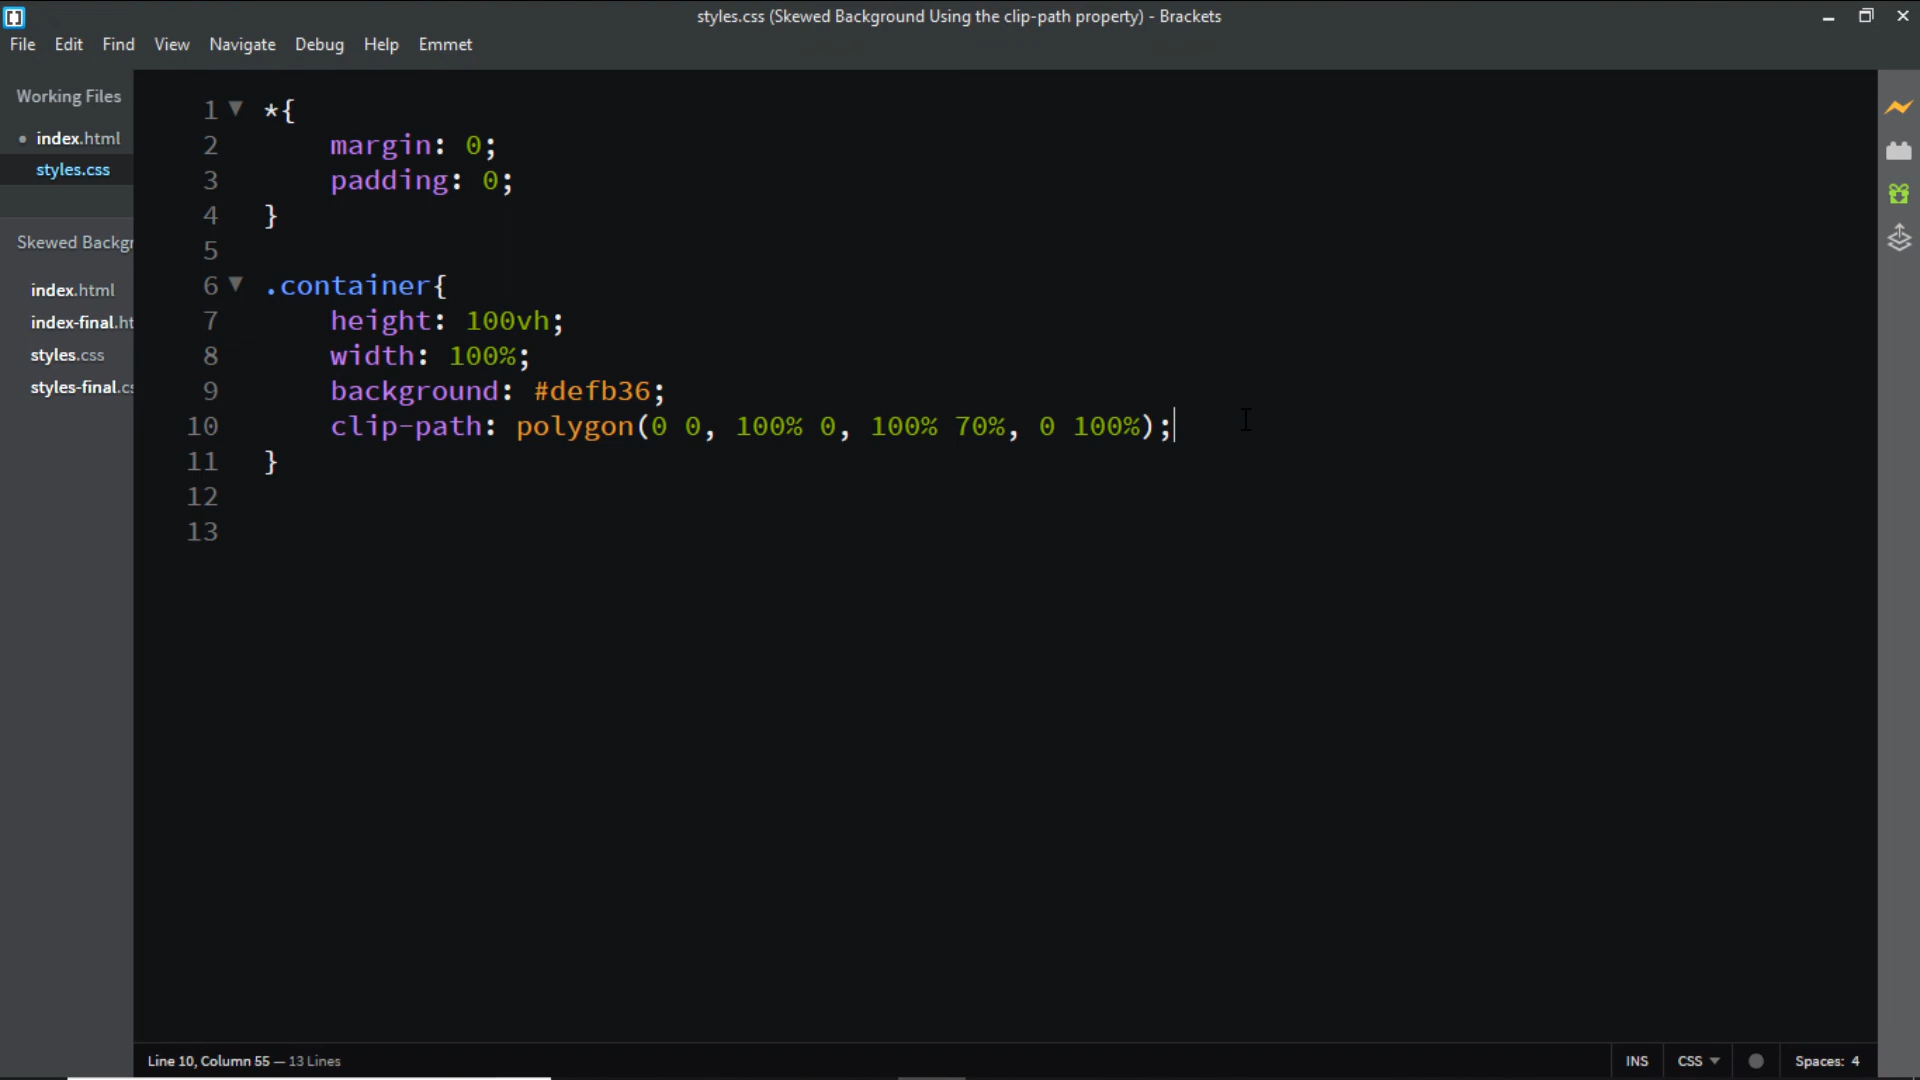 styles.css (Skewed Background Using the clip-path property) - Brackets
File Edit Find View Navigate Debug Help Emmet
Working Files
index.html
styles.css
Skewed Backgr
index.html
index-final.ht
styles.css
styles-final.cs
1 *{
2 margin: 0;
3 padding: 0;
4 }
5
6 .container{
7 height: 100vh;
8 width: 100%;
9 background: #defb36;
10 clip-path: polygon(0 0, 100% 0, 100% 70%, 0 100%);
11 }
12
13
Line 10, Column 55 — 13 Lines
INS CSS Spaces: 4